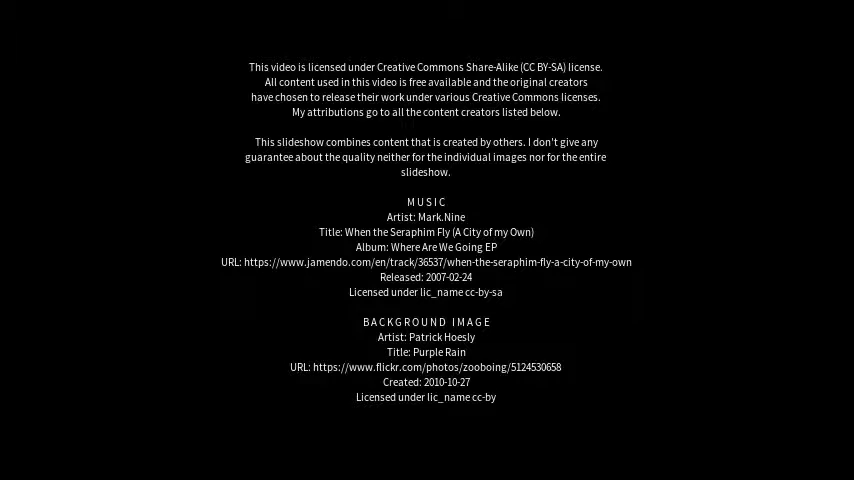 This video is licensed under Creative Commons Share-Alike (CC BY-SA) license.
All content used in this video is free available and the original creators
have chosen to release their work under various Creative Commons licenses.
My attributions go to all the content creators listed below.
This slideshow combines content that is created by others. I don't give any
guarantee about the quality neither for the individual images nor for the entire
slideshow.
MUSIC
Artist: Mark.Nine
Title: When the Seraphim Fly (A City of my Own)
Album: Where Are We Going EP
URL: https://www.jamendo.com/en/track/36537/when-the-seraphim-fly-a-city-of-my-own
Released: 2007-02-24
Licensed under lic_name cc-by-sa
BACKGROUND IMAGE
Artist: Patrick Hoesly
Title: Purple Rain
URL: https://www.flickr.com/photos/zooboing/5124530658
Created: 2010-10-27
Licensed under lic_name cc-by